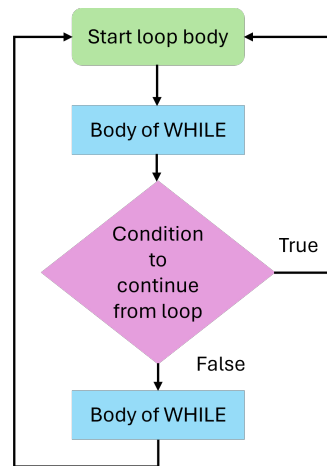 Start loop body
Body of WHILE
Condition
to
continue
from loop
True
False
Body of WHILE